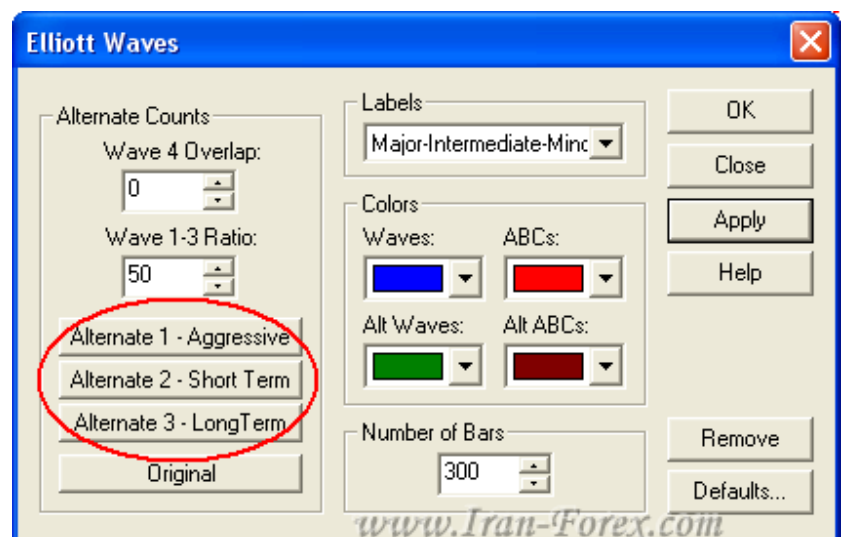 Elliott Waves
Alternate Counts
Wave 4 Overlap:
0
Wave 1-3 Ratio:
50
Alternate 1 - Aggressive
Alternate 2 - Short Term
Alternate 3 - LongTerm
Original
Labels
Major-Intermediate-Minc
Colors
Waves:
ABCs:
Alt Waves:
Alt ABCs:
Number of Bars
300
OK
Close
Apply
Help
Remove
Defaults...
www.Iran-Forex.com